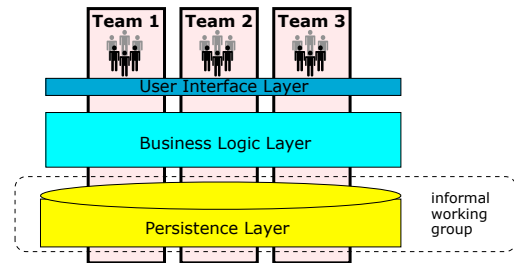 Team 1
Team 2
Team 3
User Interface Layer
Business Logic Layer
Persistence Layer
informal
working
group